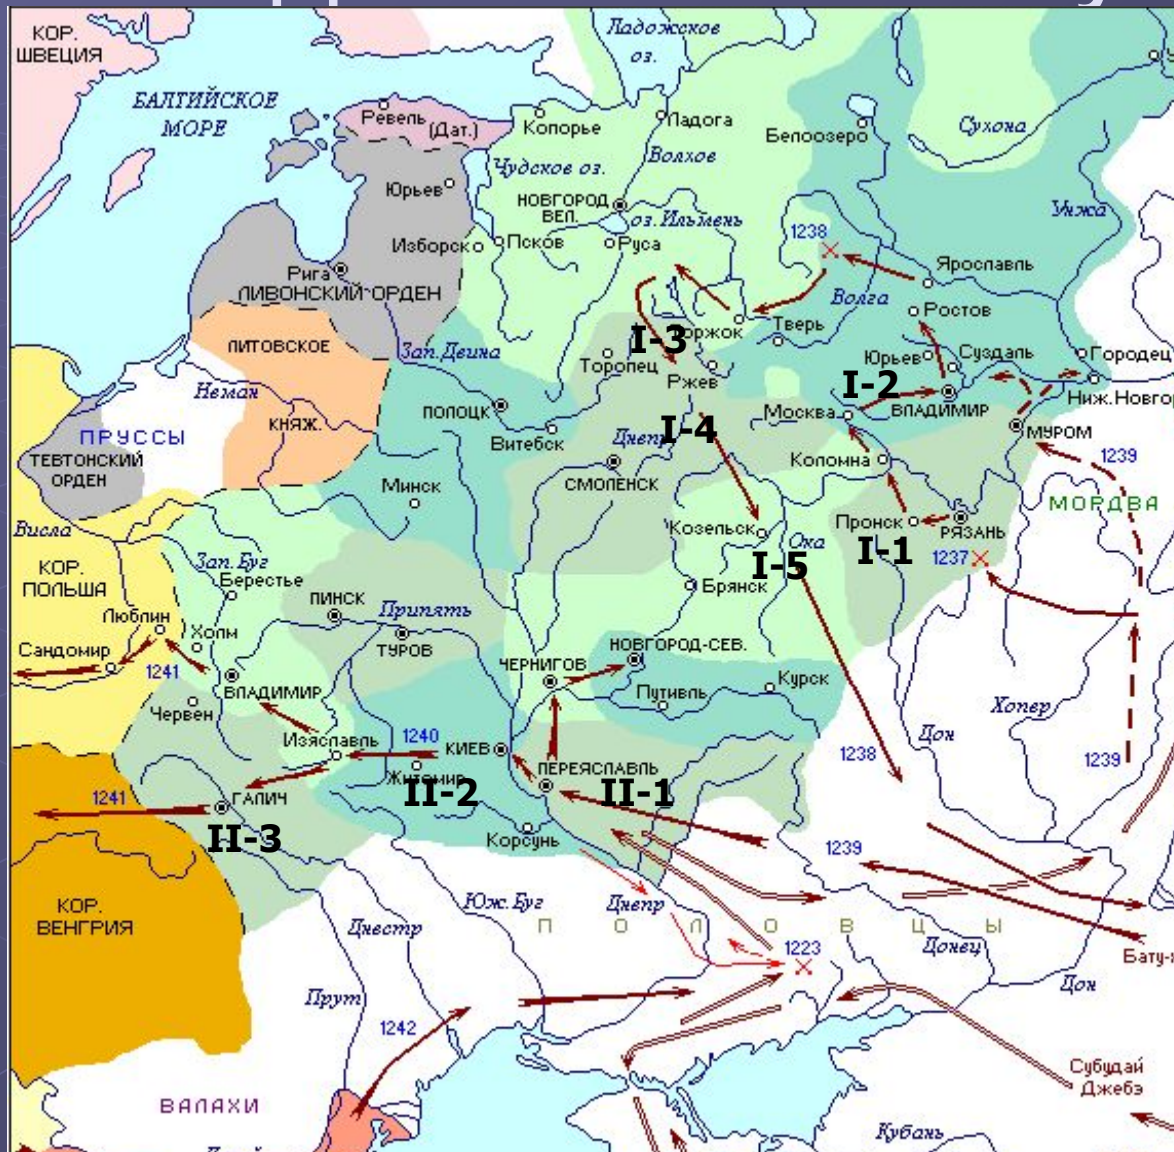 КОР.
ШВЕЦИЯ
Ладожское
оз.
БАЛТИЙСКОЕ
МОРЕ
Ревель (Дат.)
Копорье
Ладога
Белоозеро
Сухона
Чудское оз.
Волхов
Юрьев
НОВГОРОД
ВЕЛ.
оз. Ильмень
Унжа
Изборск
Псков
Руса
1238
Рига
ЛИВОНСКИЙ ОРДЕН
Ярославль
Волга
Ростов
I-3
Торжок
Тверь
ЛИТОВСКОЕ
Зап. Двина
Торопец
Ржев
Юрьев
Суздаль
Городец
Неман
I-2
ВЛАДИМИР
Ниж. Новгор
КНЯЖ.
ПОЛОЦК
Витебск
Москва
I-4
Днепр
МУРОМ
ПРУССЫ
ТЕВТОНСКИЙ
ОРДЕН
Коломна
1239
СМОЛЕНСК
Минск
МОРДВА
Висла
Козельск
Пронск
РЯЗАНЬ
Ока
I-1
1237
Зап. Буг
КОР.
ПОЛЬША
Берестье
I-5
Брянск
ПИНСК
Припять
Люблин
Холм
ТУРОВ
НОВГОРОД-СЕВ.
Сандомир
1241
ЧЕРНИГОВ
ВЛАДИМИР
Путивль
Курск
Хопер
Червен
Дон
Изяславль
1240
КИЕВ
1238
1239
Житомир
ПЕРЕЯСЛАВЛЬ
II-2
II-1
1241
ГАЛИЧ
II-3
Корсунь
1239
КОР.
ВЕНГРИЯ
Юж. Буг
Днепр
ПОЛОВЦЫ
Днестр
1223
Донец
Бату-х
Прут
Дон
1242
Субудай
Джебэ
ВАЛАХИ
Кубань